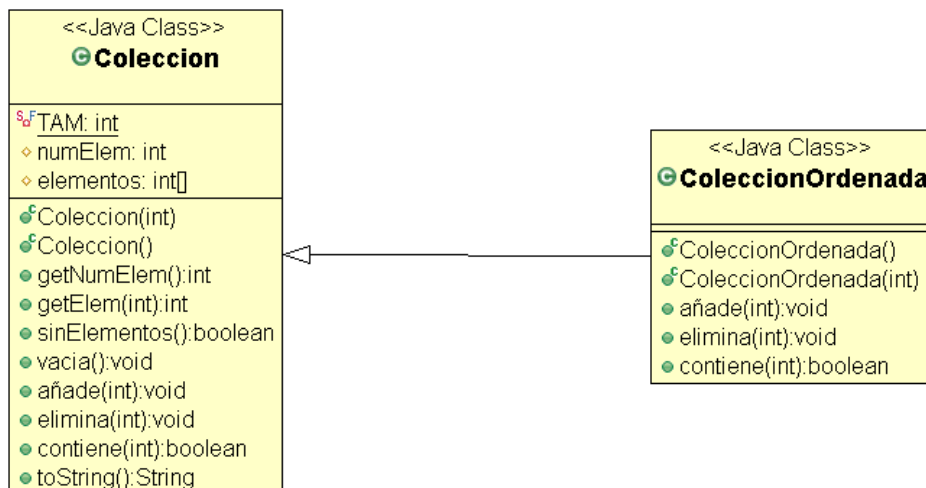 <<Java Class>>
Coleccion
TAM: int
numElem: int
elementos: int[]
Coleccion(int)
Coleccion()
getNumElem():int
getElem(int):int
sinElementos():boolean
vacia():void
añade(int):void
elimina(int):void
contiene(int):boolean
toString():String
<<Java Class>>
ColeccionOrdenada
ColeccionOrdenada()
ColeccionOrdenada(int)
añade(int):void
elimina(int):void
contiene(int):boolean